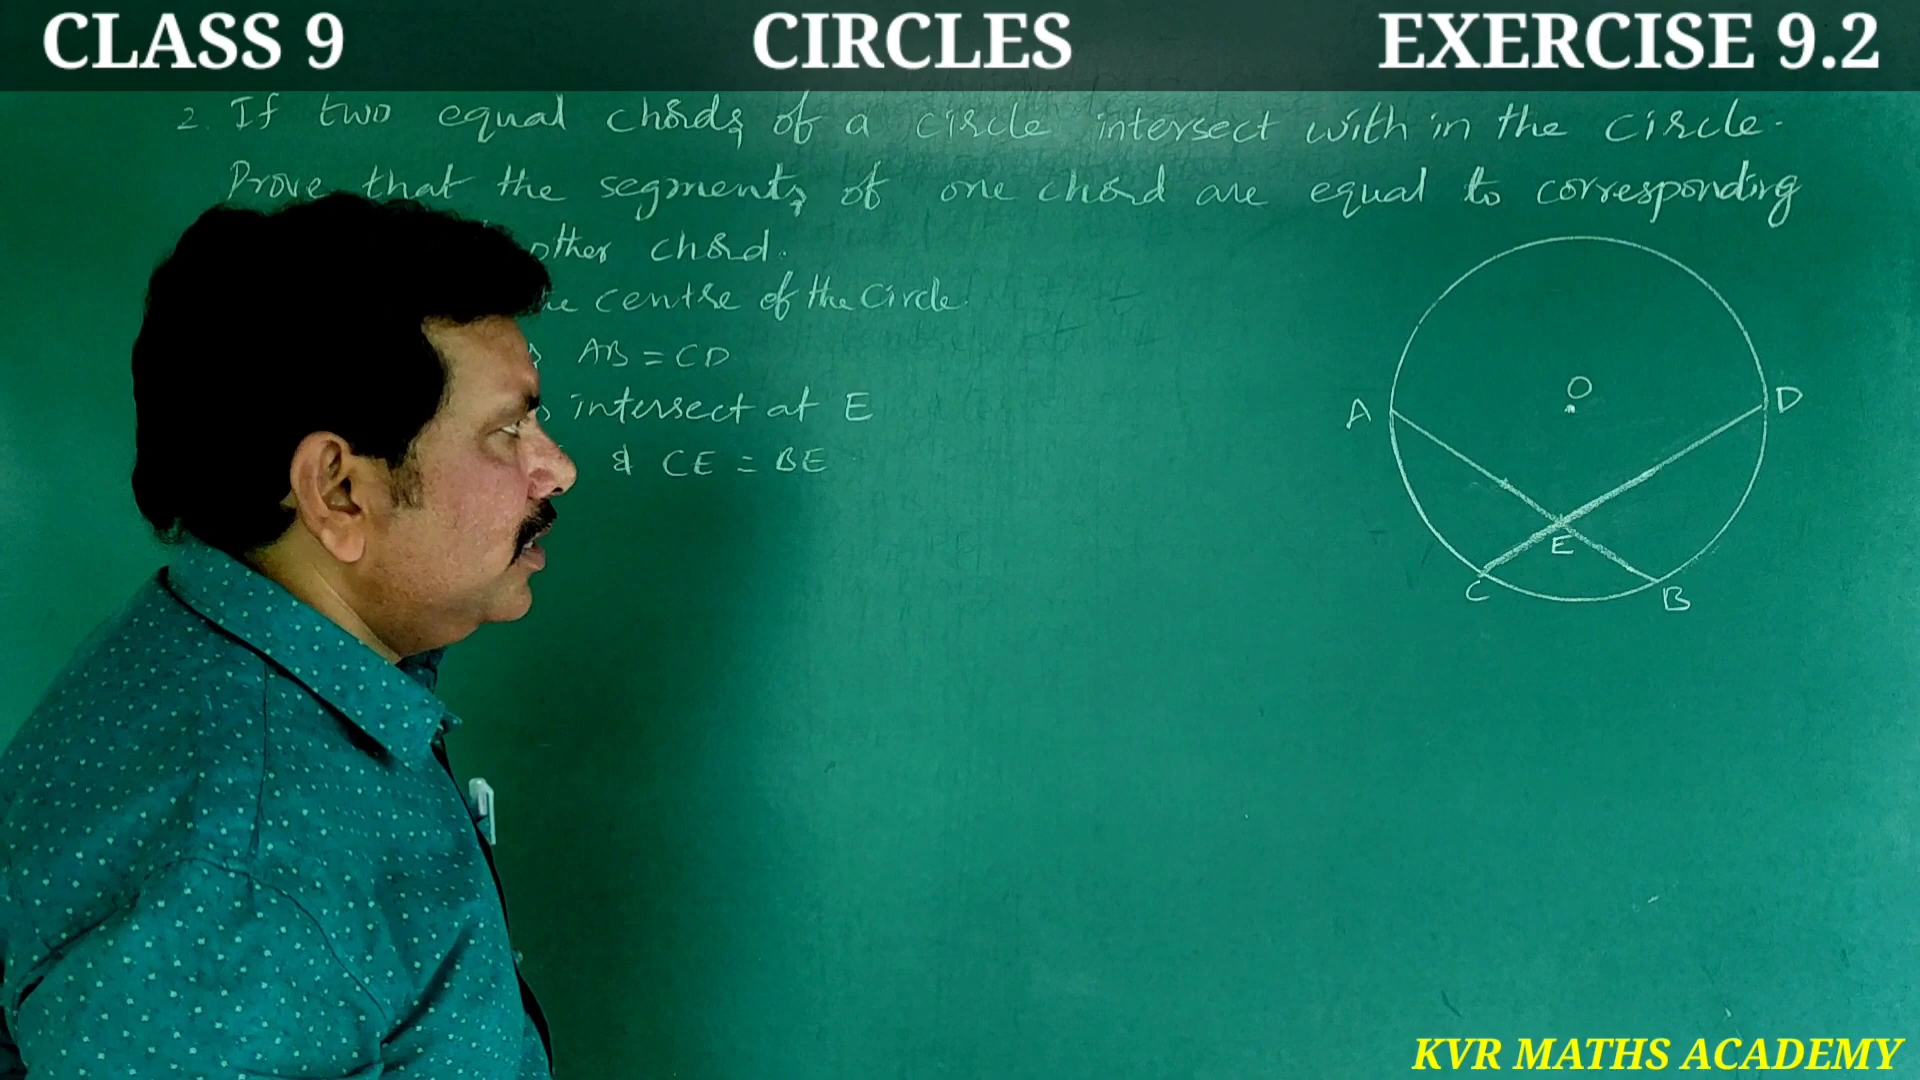 CLASS 9 CIRCLES EXERCISE 9.2
2. If two equal chords of a circle intersect with in the circle.
Prove that the segments of one chord are equal to corresponding
other chord.
centre of the Circle.
AB = CD
intersect at E
& CE = BE
O
A
D
E
C
B
KVR MATHS ACADEMY